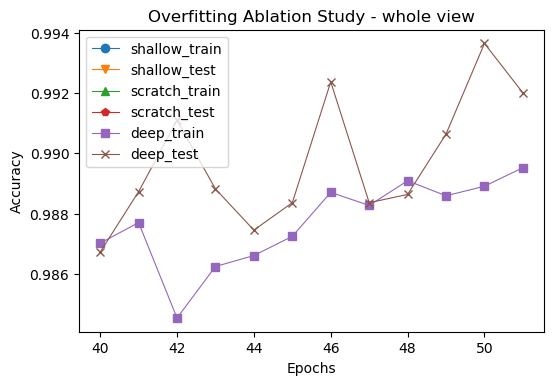 Overfitting Ablation Study - whole view
0.994
0.992
0.990
0.988
0.986
Accuracy
shallow_train
shallow_test
scratch_train
scratch_test
deep_train
deep_test
40
42
44
46
48
50
Epochs